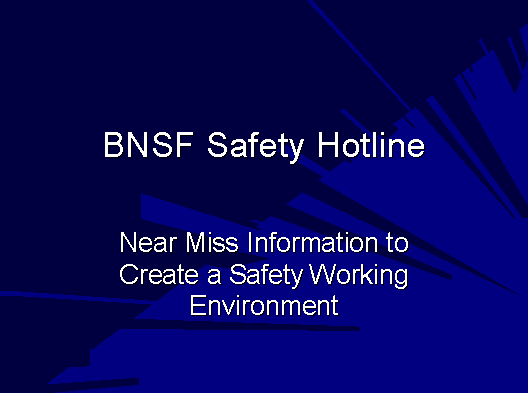 BNSF Safety Hotline
Near Miss Information to
Create a Safety Working
Environment